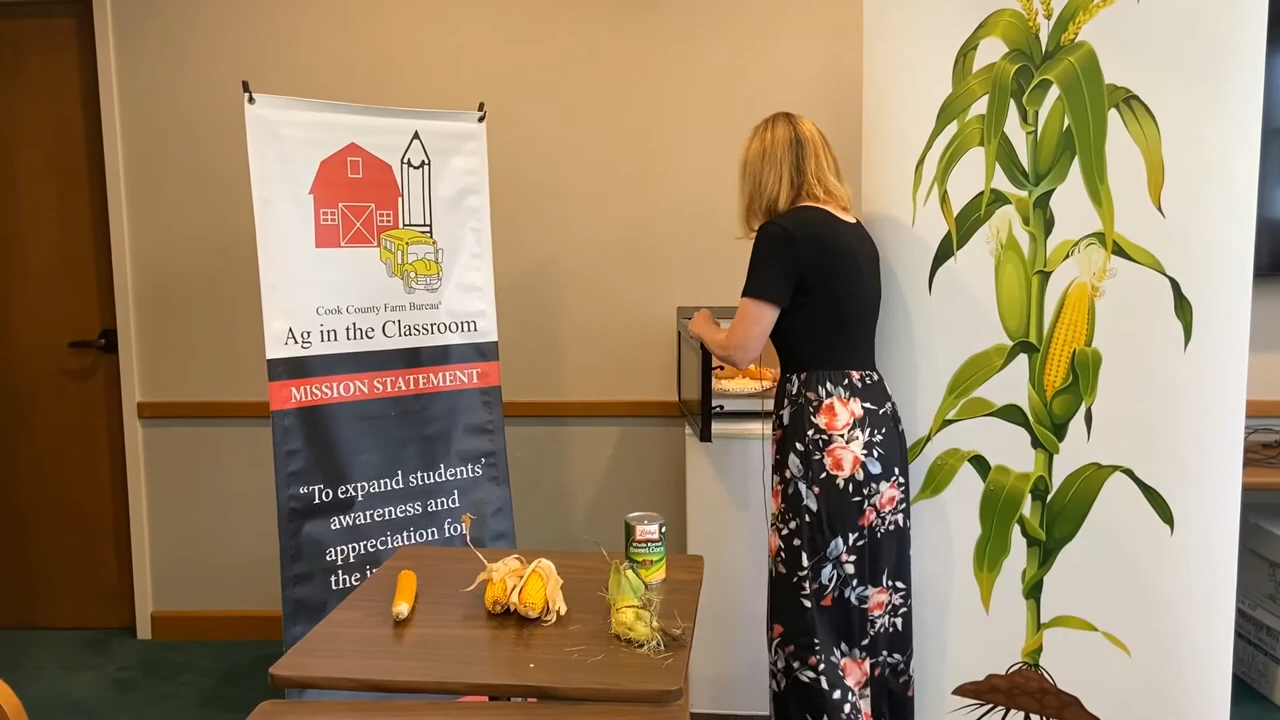 Cook County Farm Bureau®
Ag in the Classroom
MISSION STATEMENT
“To expand students’
awareness and
appreciation for
the
Libby's
Whole Kernel
Sweet Corn